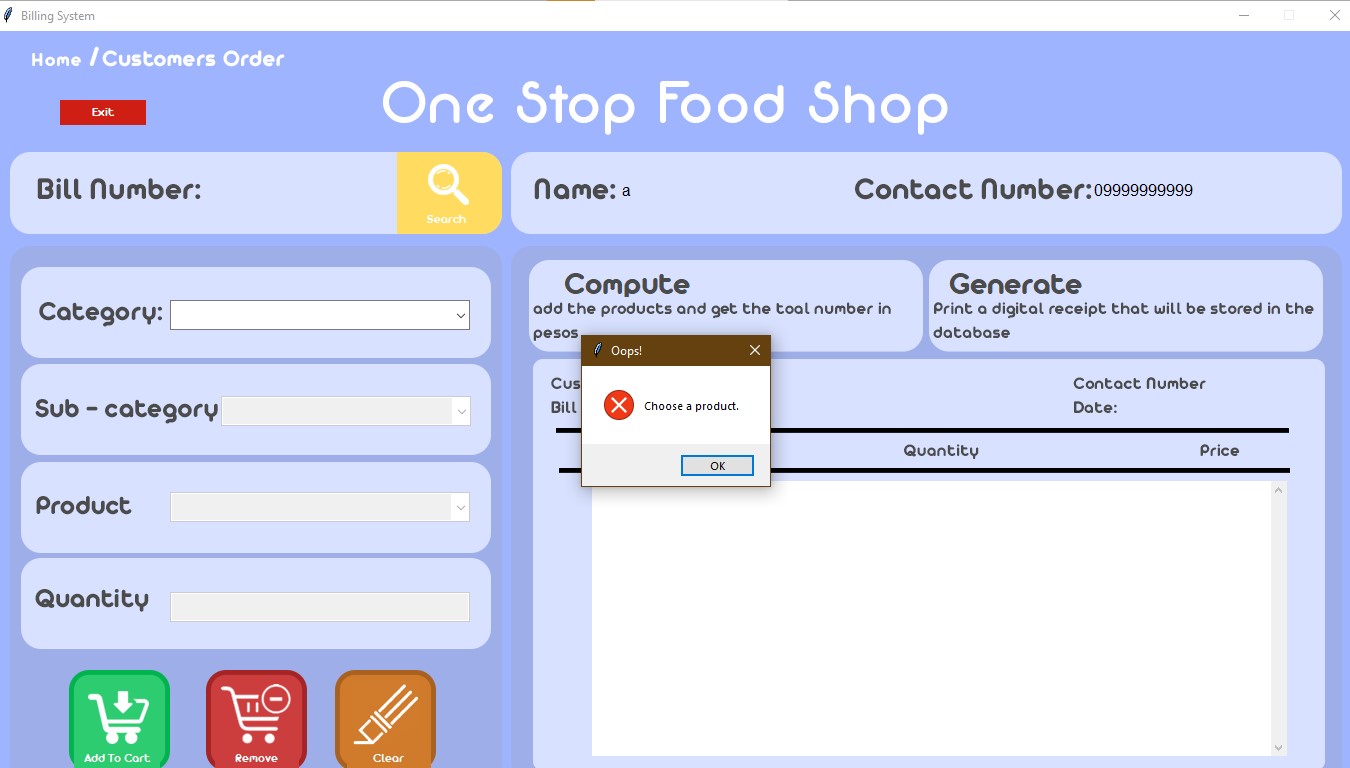 Billing System
Home / Customers Order
Exit
One Stop Food Shop
Bill Number:
Search
Name: a
Contact Number: 09999999999
Category:
Sub - category
Product
Quantity
Add To Cart
Remove
Clear
Compute
add the products and get the toal number in
pesos
Generate
Print a digital receipt that will be stored in the
database
Oops!
Choose a product.
OK
Cus
Bill
Contact Number
Date:
Quantity
Price